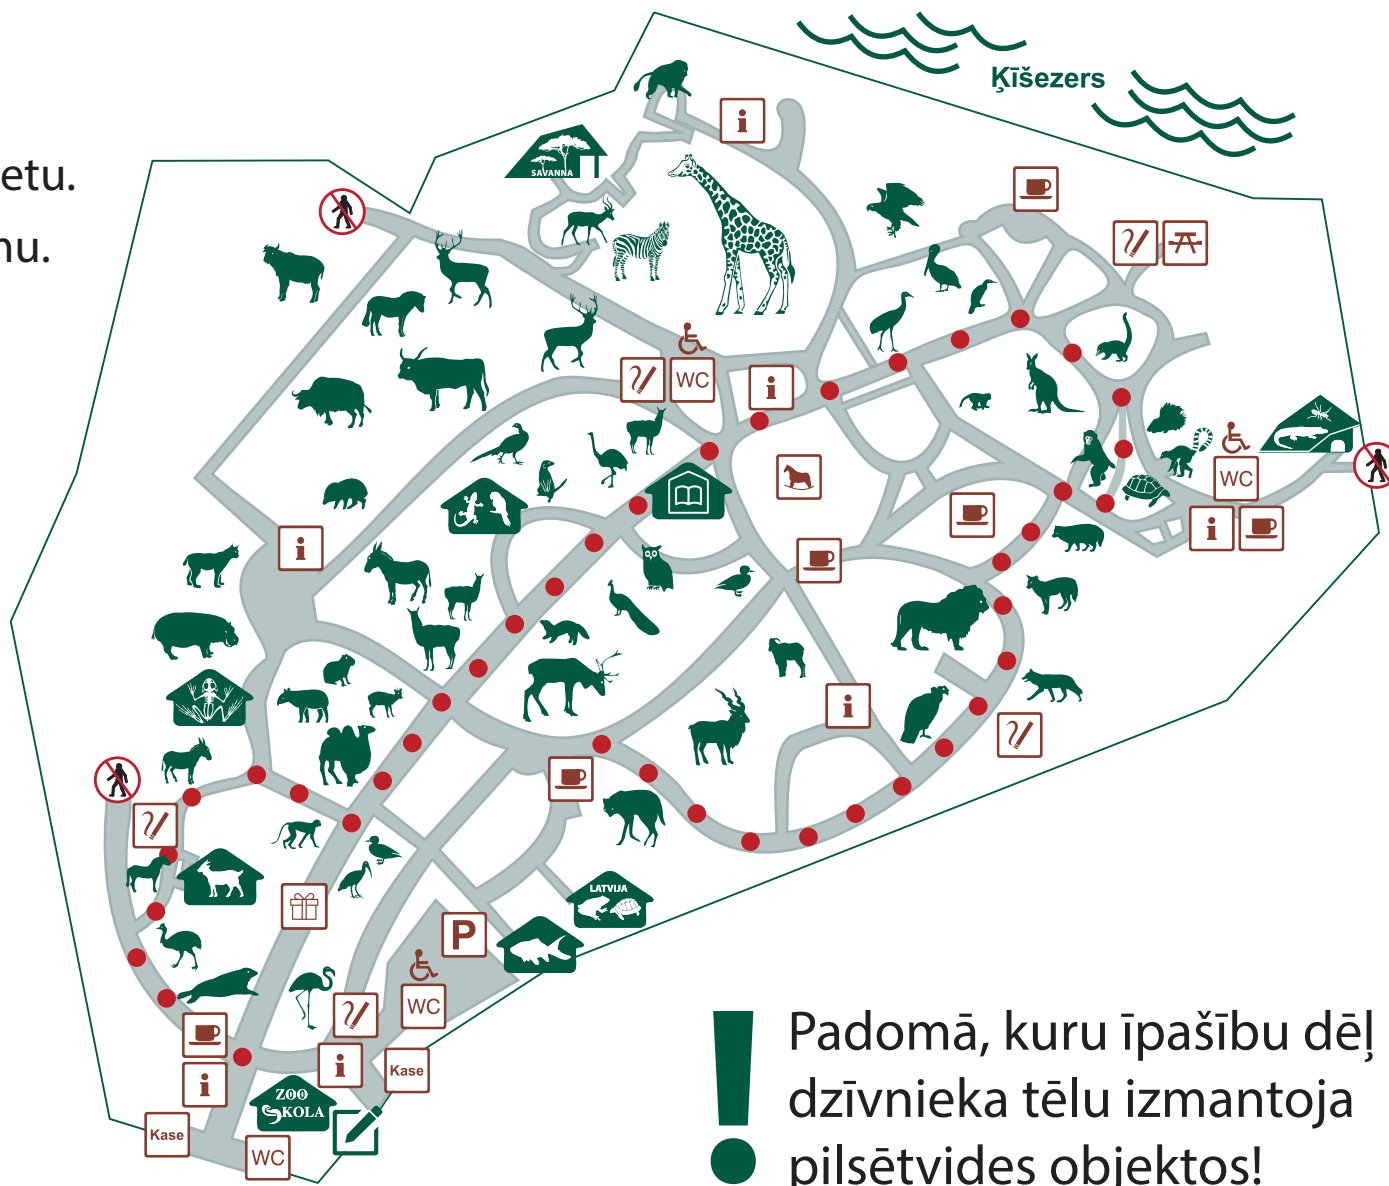 Ķīšezers
etu.
nu.
SAVANNA
i
WC
i
WC
i
i
i
LATVIJA
P
WC
i
Kase
i
ZOO
SKOLA
Kase
WC
Padomā, kuru īpašību dēļ
dzīvnieka tēlu izmantoja
pilsētvides objektos!